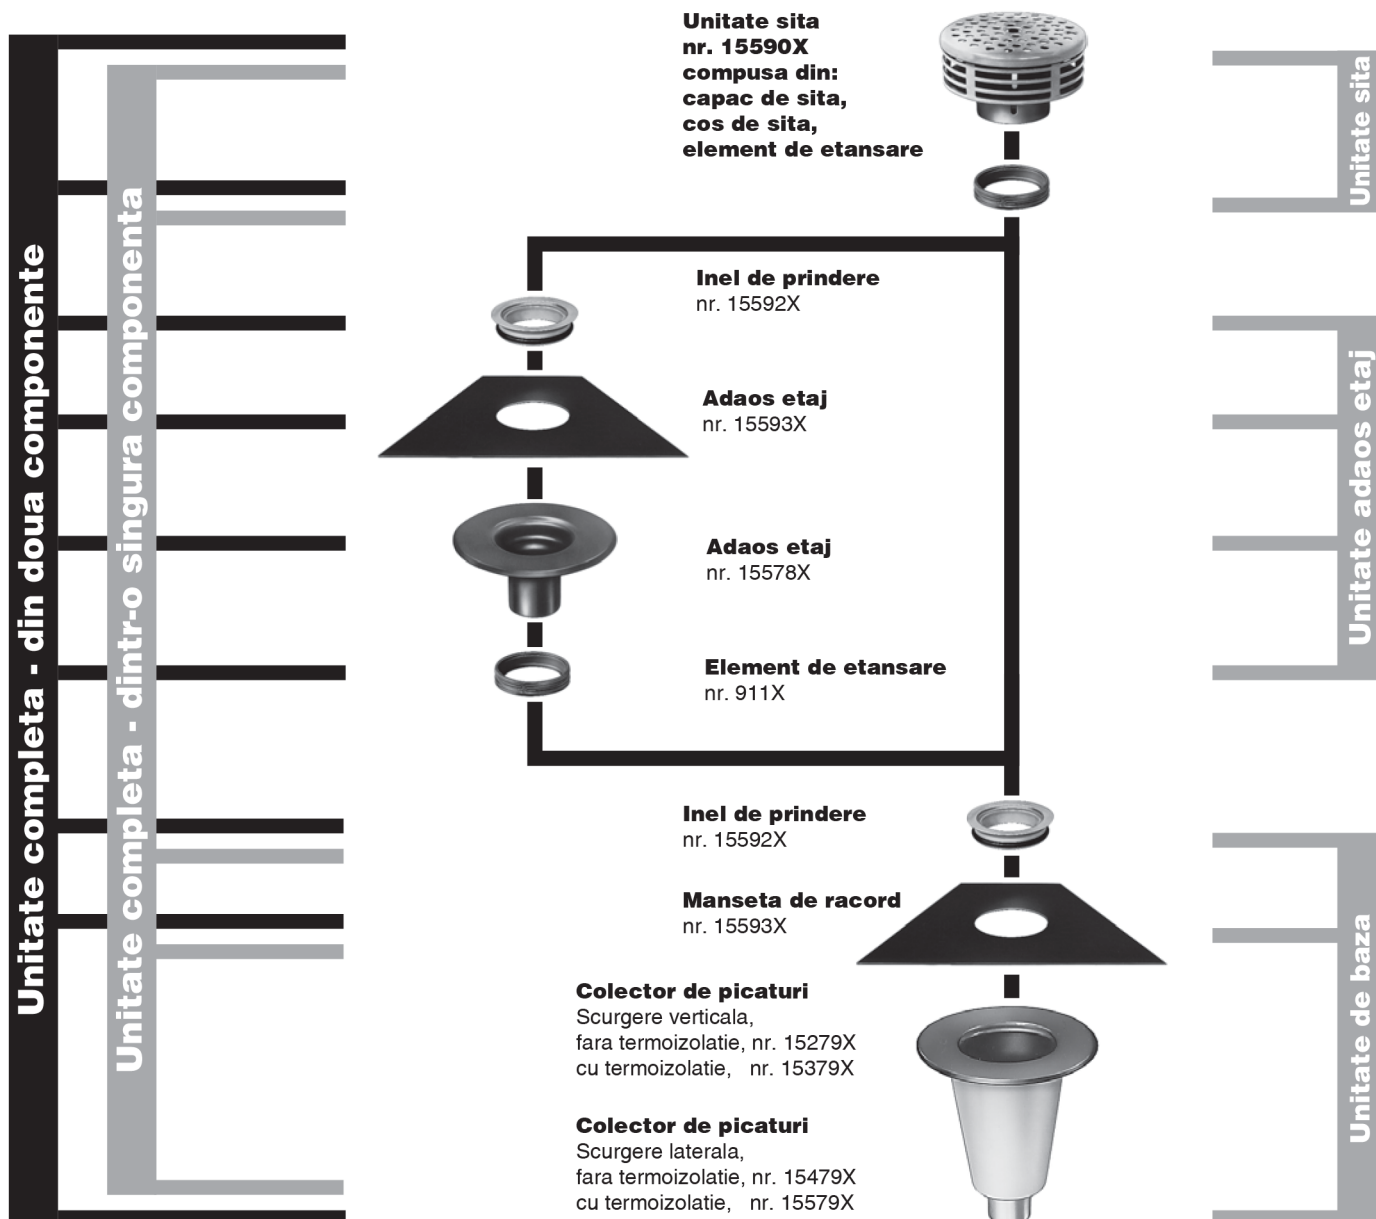 Unitate completa - din doua componente
Unitate completa - dintr-o singura componenta
Unitate sita
nr. 15590X
compusa din:
capac de sita,
cos de sita,
element de etansare
Inel de prindere
nr. 15592X
Adaos etaj
nr. 15593X
Adaos etaj
nr. 15578X
Element de etansare
nr. 911X
Inel de prindere
nr. 15592X
Manseta de racord
nr. 15593X
Colector de picaturi
Scurgere verticala,
fara termoizolatie, nr. 15279X
cu termoizolatie, nr. 15379X
Colector de picaturi
Scurgere laterala,
fara termoizolatie, nr. 15479X
cu termoizolatie, nr. 15579X
Unitate sita
Unitate adaos etaj
Unitate de baza